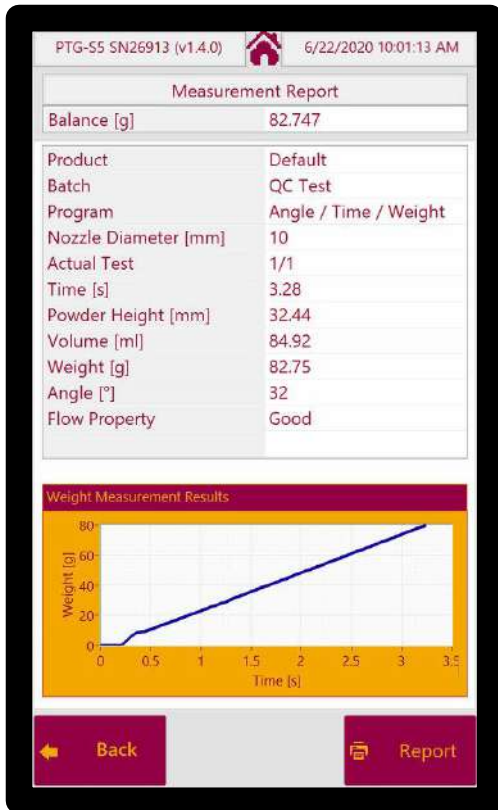 PTG-S5 SN26913 (v1.4.0) 6/22/2020 10:01:13 AM
Measurement Report
Balance [g] 82.747
Product Default
Batch QC Test
Program Angle / Time / Weight
Nozzle Diameter [mm] 10
Actual Test 1/1
Time [s] 3.28
Powder Height [mm] 32.44
Volume [ml] 84.92
Weight [g] 82.75
Angle [°] 32
Flow Property Good
Weight Measurement Results
80
60
40
20
0
Weight [g]
0 0.5 1 1.5 2 2.5 3 3.5
Time [s]
Back Report